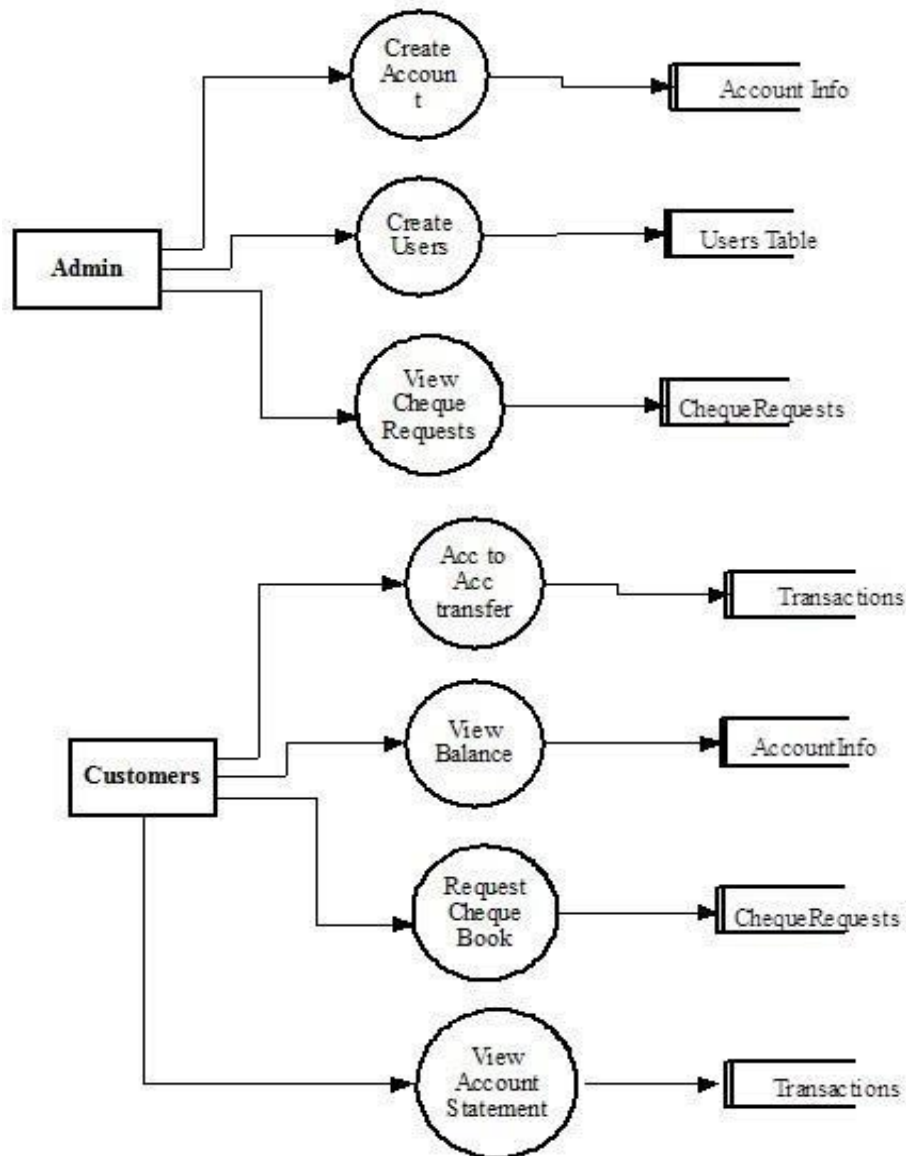 Create
Accoun
t
Account Info
Create
Users
Users Table
Admin
View
Cheque
Requests
ChequeRequests
Acc to
Acc
transfer
Transactions
View
Balance
AccountInfo
Customers
Request
Cheque
Book
ChequeRequests
View
Account
Statement
Transactions